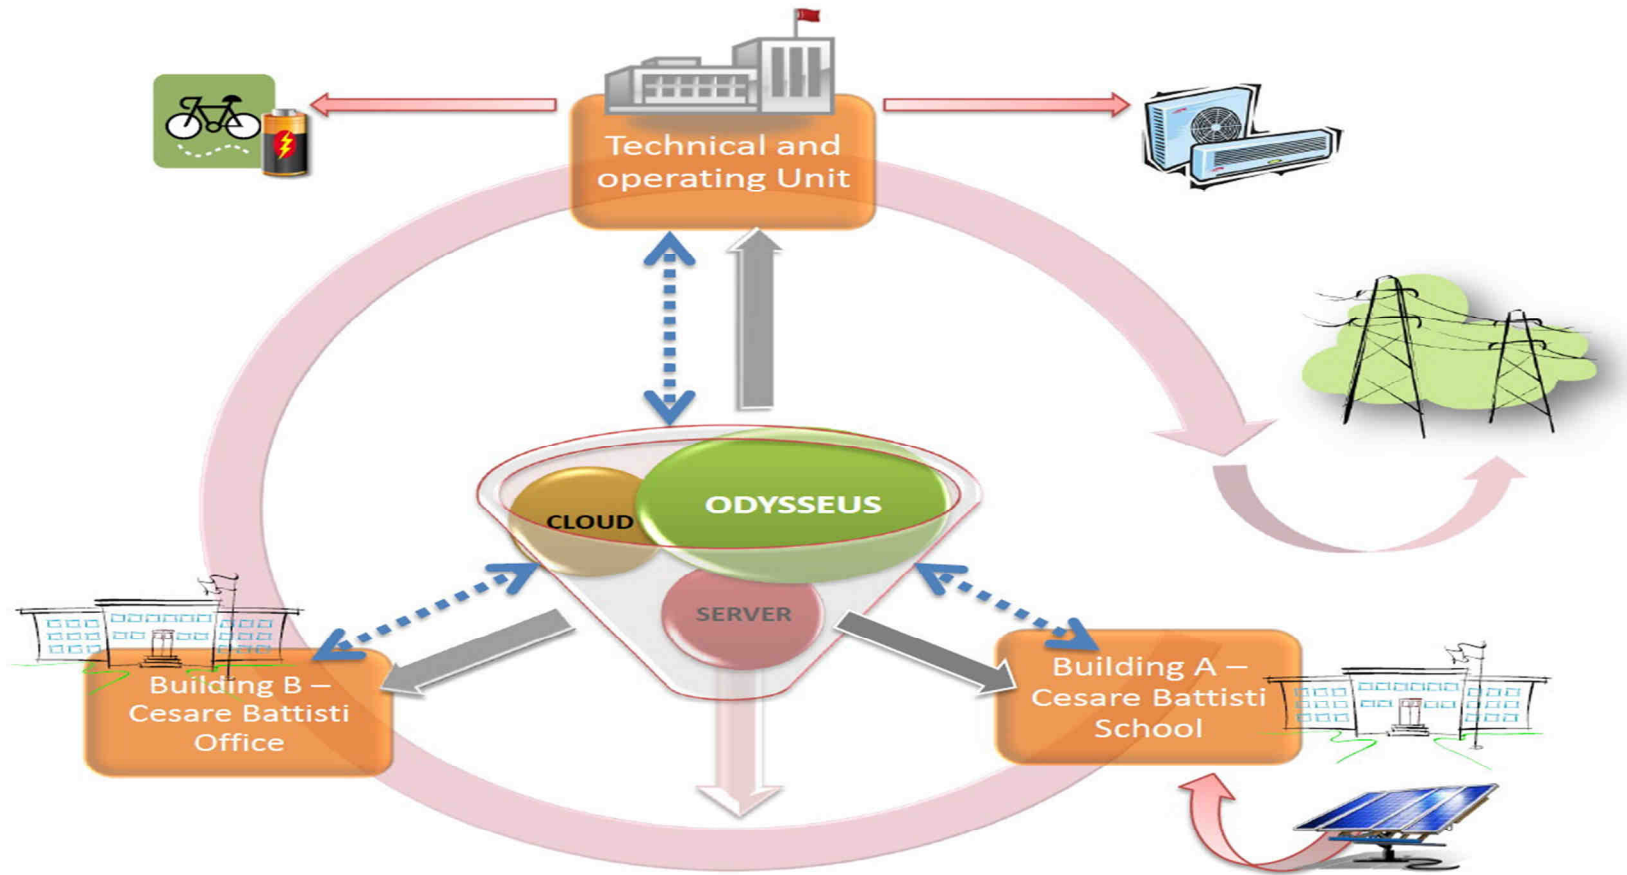 Technical and
operating Unit
ODYSSEUS
CLOUD
SERVER
Building B –
Cesare Battisti
Office
Building A –
Cesare Battisti
School